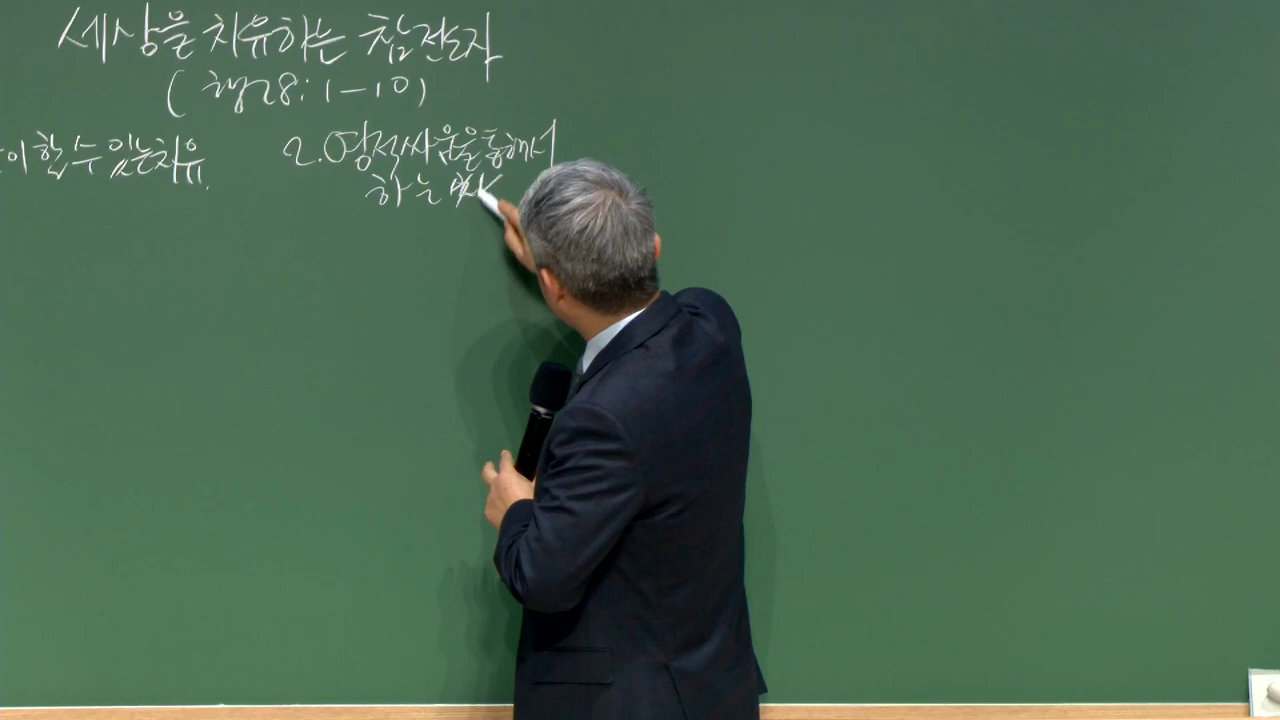 세상을 치유하는 참전도자
(행28:1-10)
이 할 수 있는 치유
2. 영적싸움을 통해서
하는